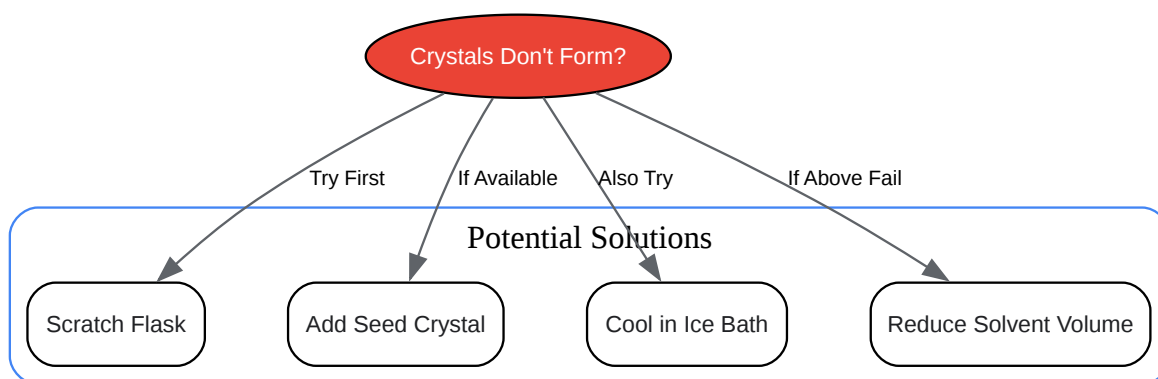 Crystals Don't Form?
Try First
If Available
Also Try
If Above Fail
Potential Solutions
Scratch Flask
Add Seed Crystal
Cool in Ice Bath
Reduce Solvent Volume